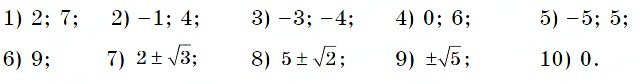 1) 2; 7; 2) −1; 4; 3) −3; −4; 4) 0; 6; 5) −5; 5;
6) 9; 7) 2 ± √3; 8) 5 ± √2; 9) ±√5; 10) 0.